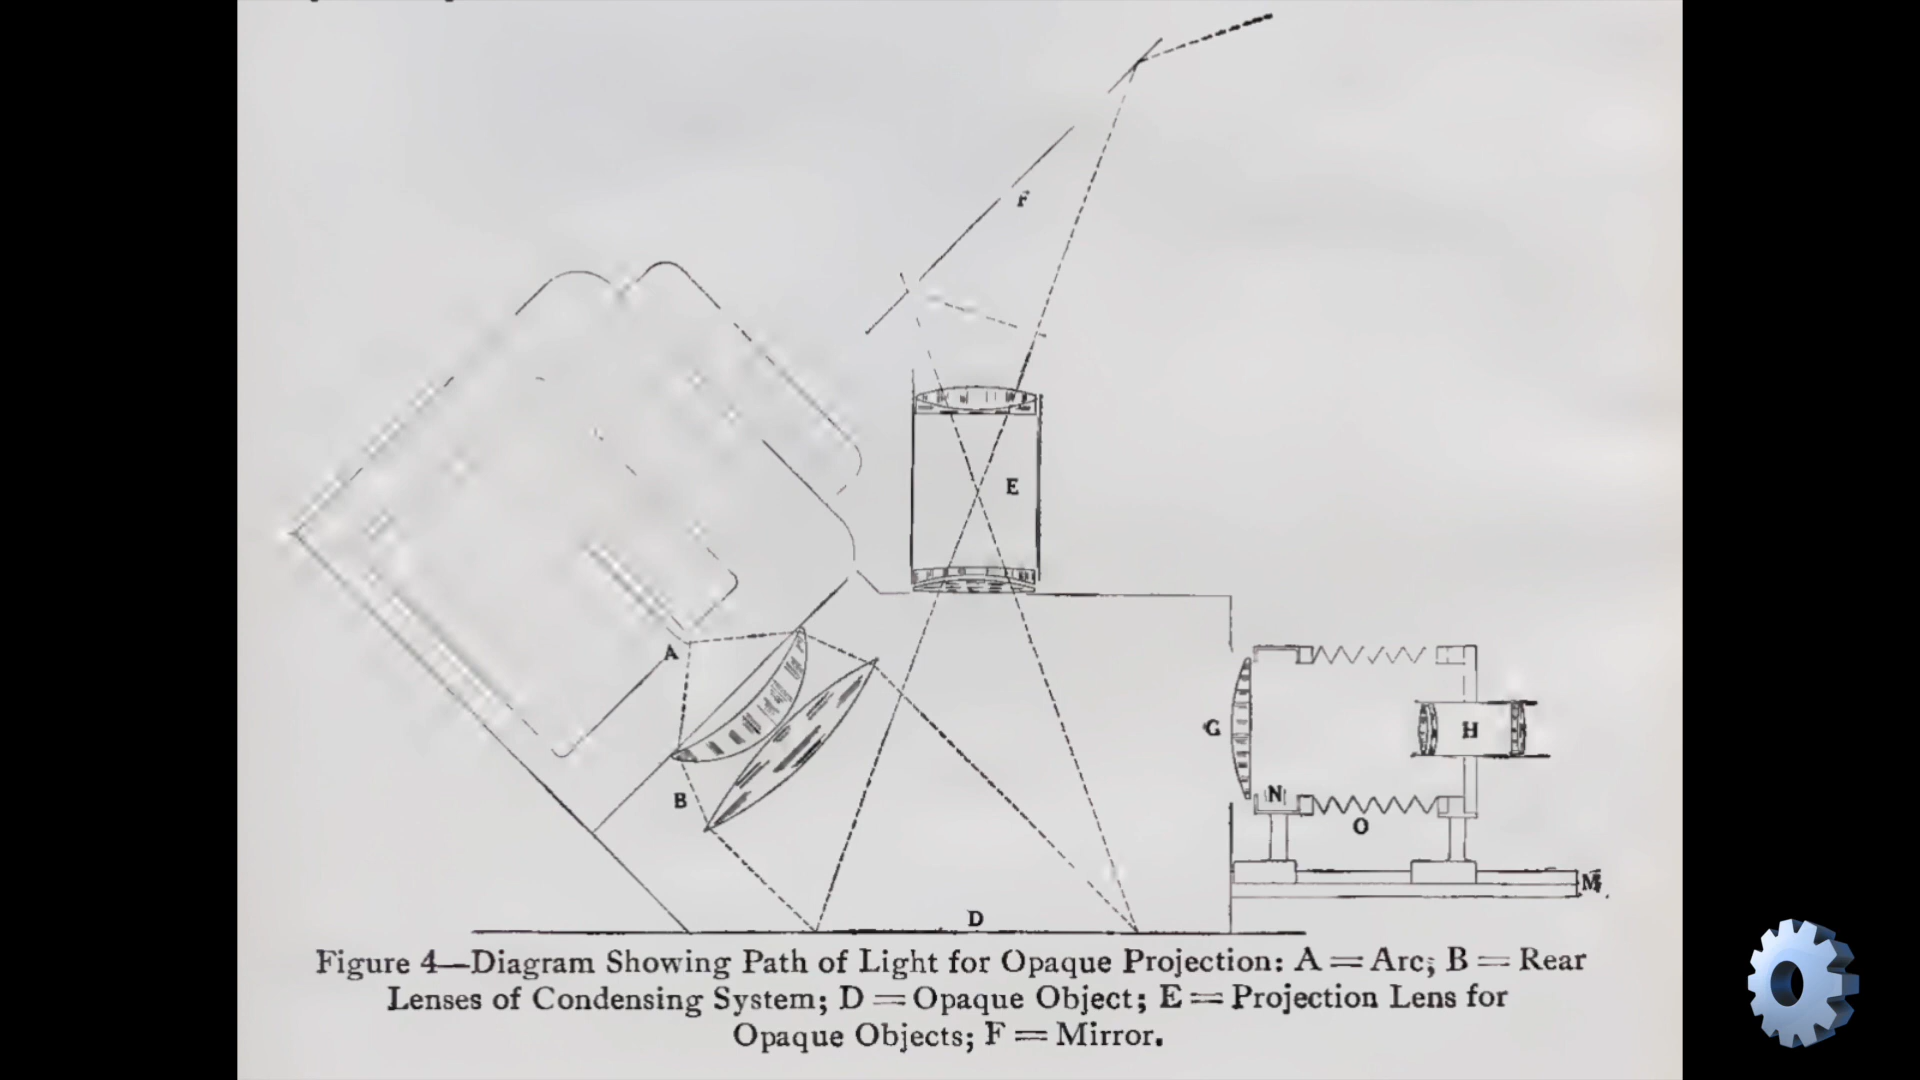 F
E
A
G
H
B
N
O
M
D
Figure 4—Diagram Showing Path of Light for Opaque Projection: A = Arc; B = Rear
Lenses of Condensing System; D = Opaque Object; E = Projection Lens for
Opaque Objects; F = Mirror.